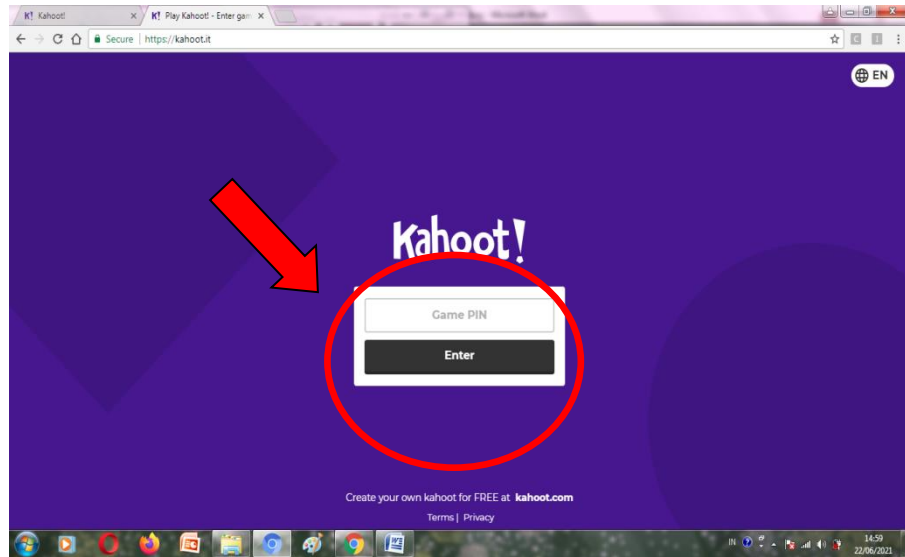 K! Kahoot!
K! Play Kahoot! - Enter gam
Secure | https://kahoot.it
EN
Kahoot!
Game PIN
Enter
Create your own kahoot for FREE at kahoot.com
Terms | Privacy
IN
14:59
22/06/2021